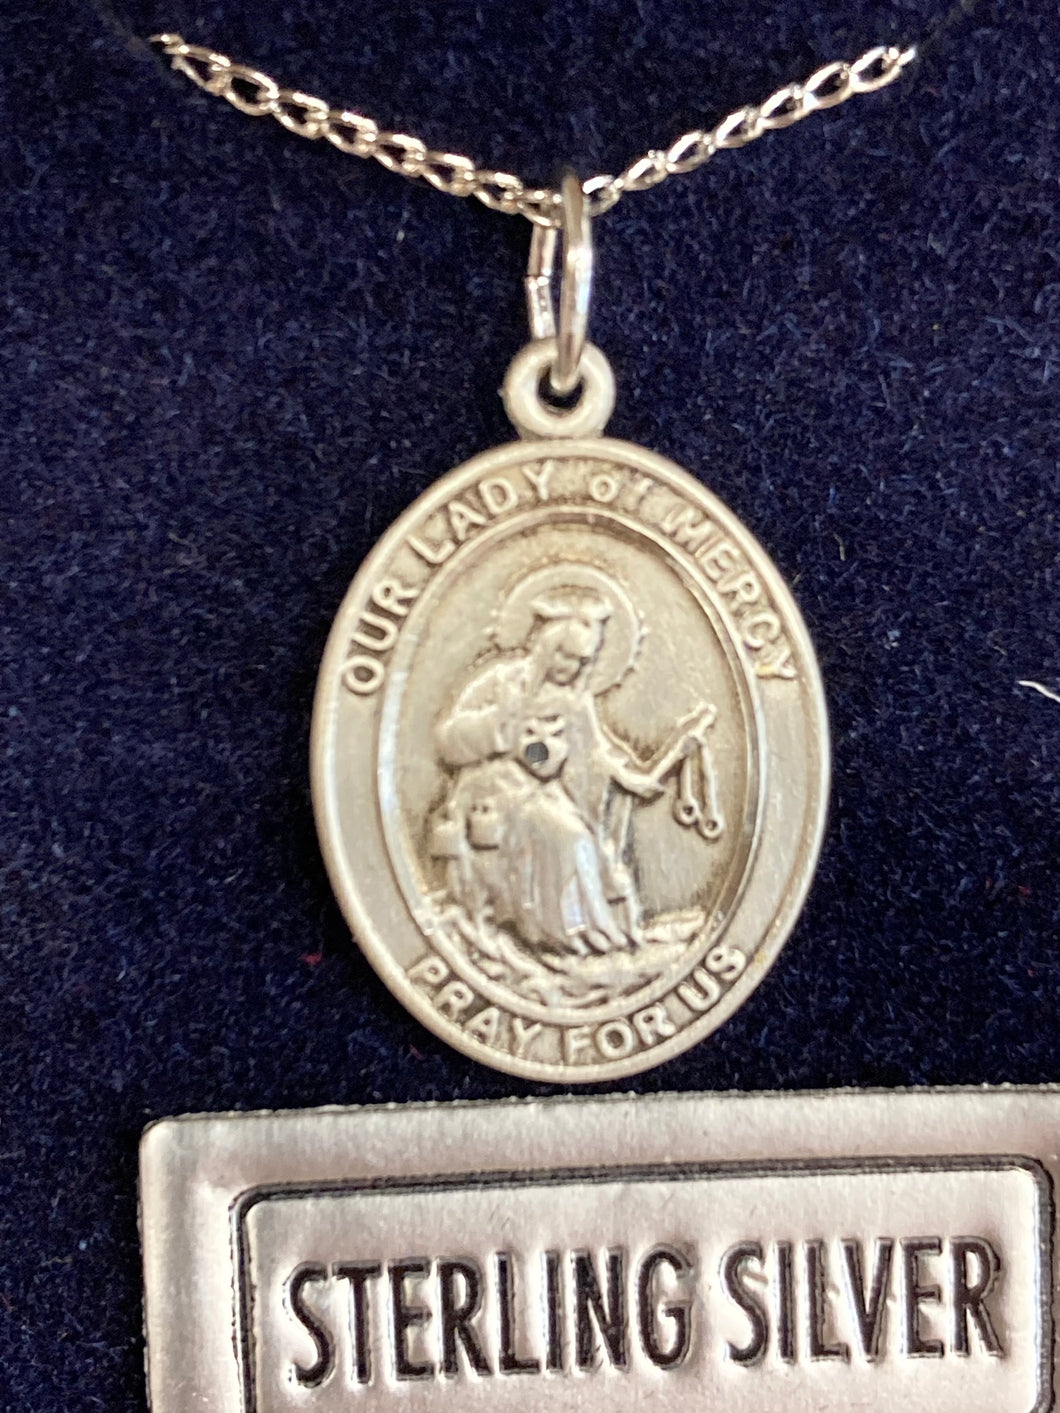 OUR LADY of MERCY
PRAY FOR US
STERLING SILVER